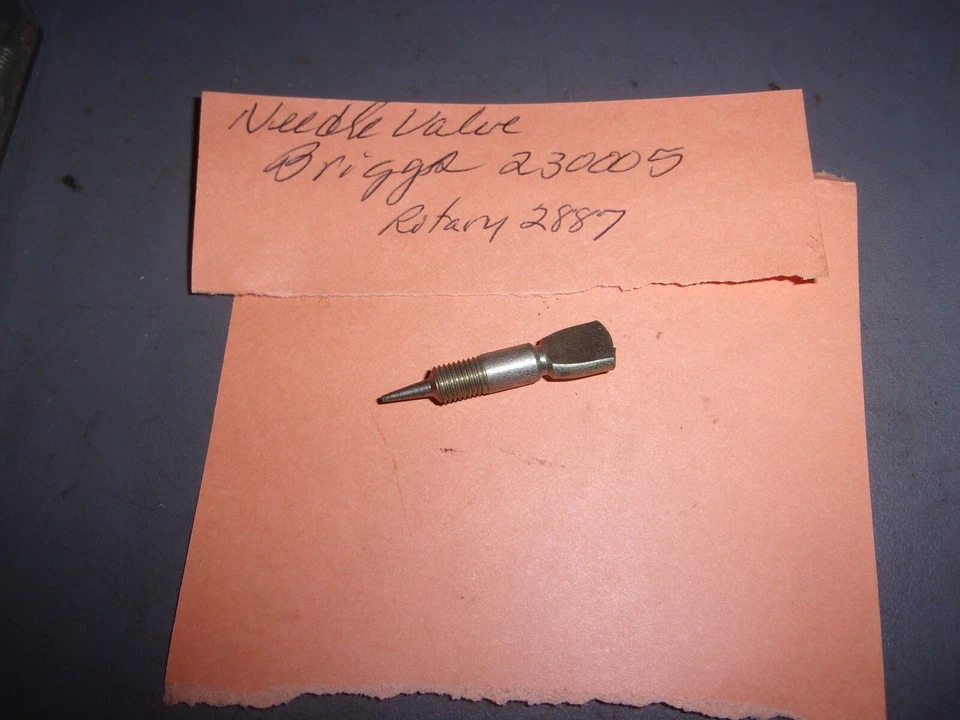 Needle Valve
Briggs 230005
Rotary 2887